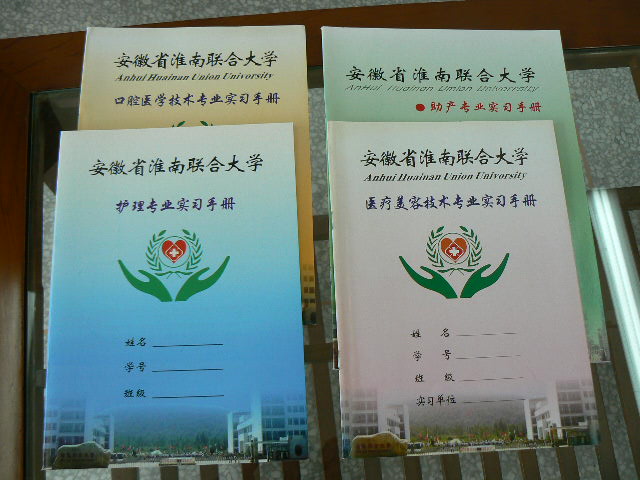 安徽省淮南联合大学
Anhui Huainan Union University
口腔医学技术专业实习手册
安徽省淮南联合大学
AnHui Huainan Union University
●助产专业实习手册
安徽省淮南联合大学
护理专业实习手册
姓名
学号
班级
安徽省淮南联合大学
Anhui Huainan Union University
医疗美容技术专业实习手册
姓 名
学 号
班 级
实习单位